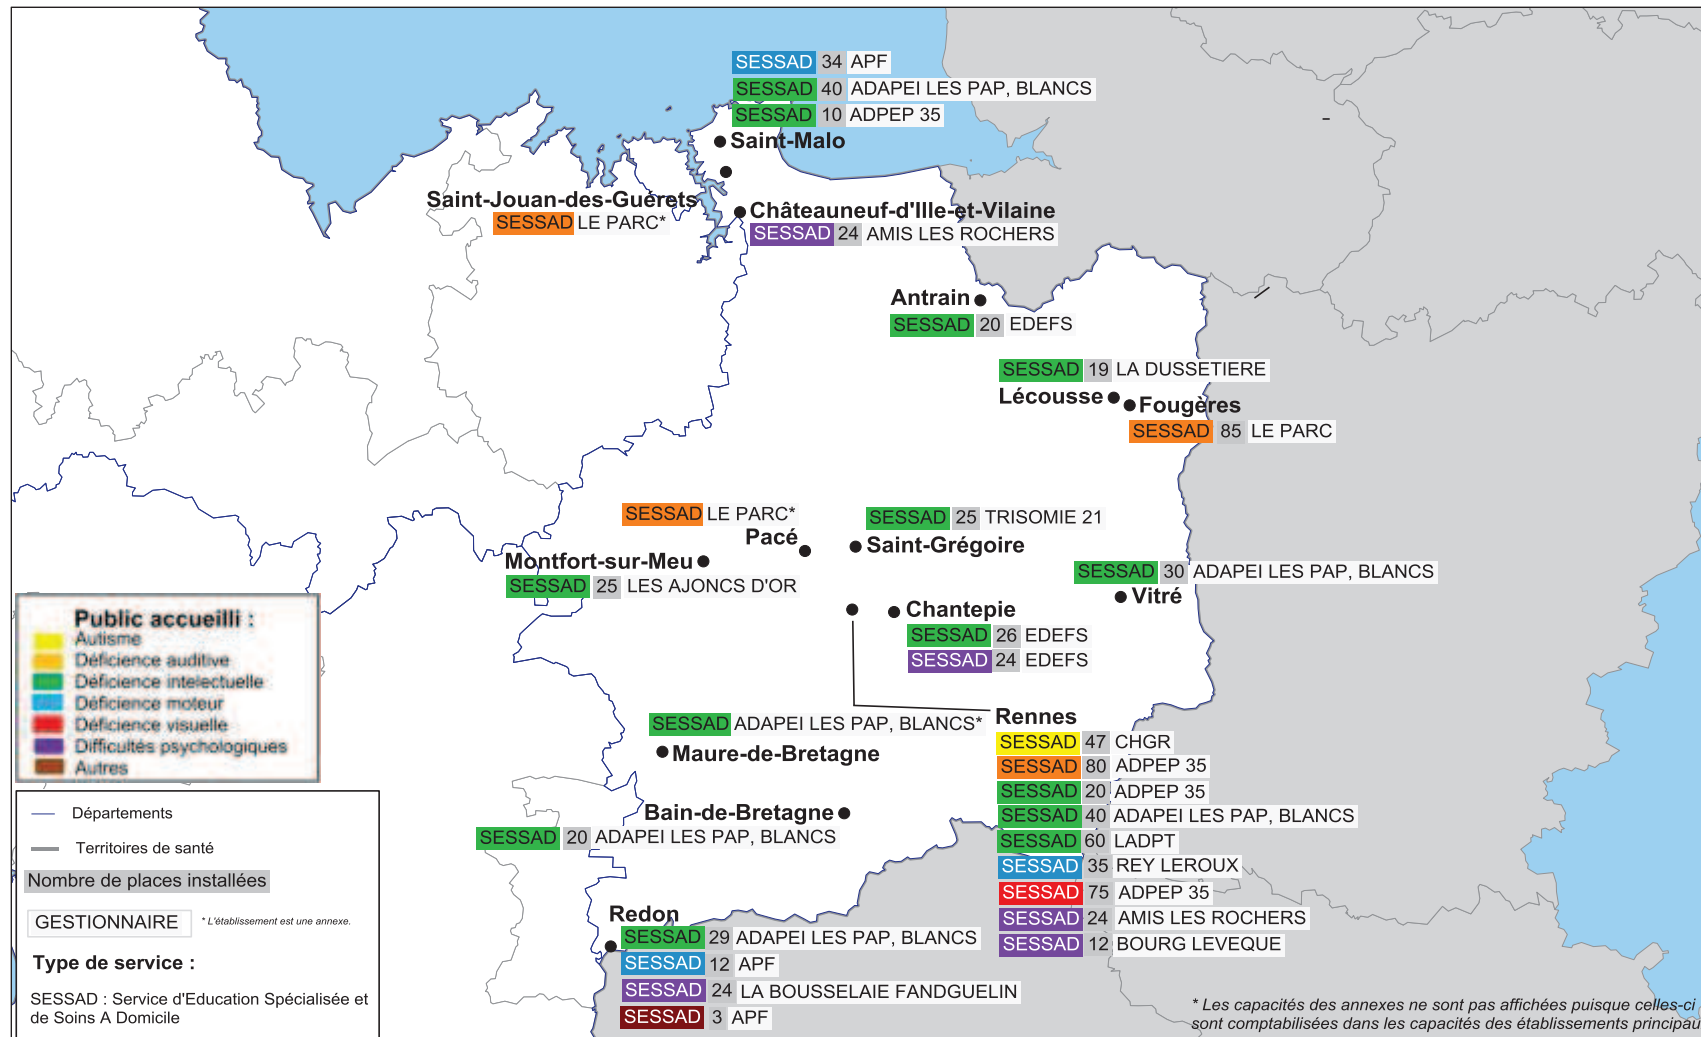 SESSAD 34 APF
SESSAD 40 ADAPEI LES PAP, BLANCS
SESSAD 10 ADPEP 35
Saint-Malo
Saint-Jouan-des-Guérets
SESSAD LE PARC*
Châteauneuf-d'Ille-et-Vilaine
SESSAD 24 AMIS LES ROCHERS
Antrain
SESSAD 20 EDEFS
SESSAD 19 LA DUSSETIERE
Lécousse
Fougères
SESSAD 85 LE PARC
SESSAD LE PARC*
Pacé
SESSAD 25 TRISOMIE 21
Saint-Grégoire
Montfort-sur-Meu
SESSAD 25 LES AJONCS D'OR
SESSAD 30 ADAPEI LES PAP, BLANCS
Vitré
Chantepie
SESSAD 26 EDEFS
SESSAD 24 EDEFS
SESSAD ADAPEI LES PAP, BLANCS*
Maure-de-Bretagne
Bain-de-Bretagne
SESSAD 20 ADAPEI LES PAP, BLANCS
Rennes
SESSAD 47 CHGR
SESSAD 80 ADPEP 35
SESSAD 20 ADPEP 35
SESSAD 40 ADAPEI LES PAP, BLANCS
SESSAD 60 LADPT
SESSAD 35 REY LEROUX
SESSAD 75 ADPEP 35
SESSAD 24 AMIS LES ROCHERS
SESSAD 12 BOURG LEVEQUE
Redon
SESSAD 29 ADAPEI LES PAP, BLANCS
SESSAD 12 APF
SESSAD 24 LA BOUSSELAIE FANDGUELIN
SESSAD 3 APF
Public accueilli :
Autisme
Déficience auditive
Déficience intelectuelle
Déficience moteur
Déficience visuelle
Difficultés psychologiques
Autres
Départements
Territoires de santé
Nombre de places installées
GESTIONNAIRE * L'établissement est une annexe.
Type de service :
SESSAD : Service d'Education Spécialisée et
de Soins A Domicile
* Les capacités des annexes ne sont pas affichées puisque celles-ci
sont comptabilisées dans les capacités des établissements principau